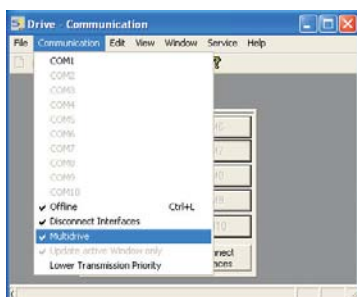 Drive - Communication
File Communication Edit View Window Service Help
COM1
COM2
COM3
COM4
COM5
COM6
COM7
COM8
COM9
COM10
Offline Ctrl+L
Disconnect Interfaces
Multidrive
Update active Window only
Lower Transmission Priority